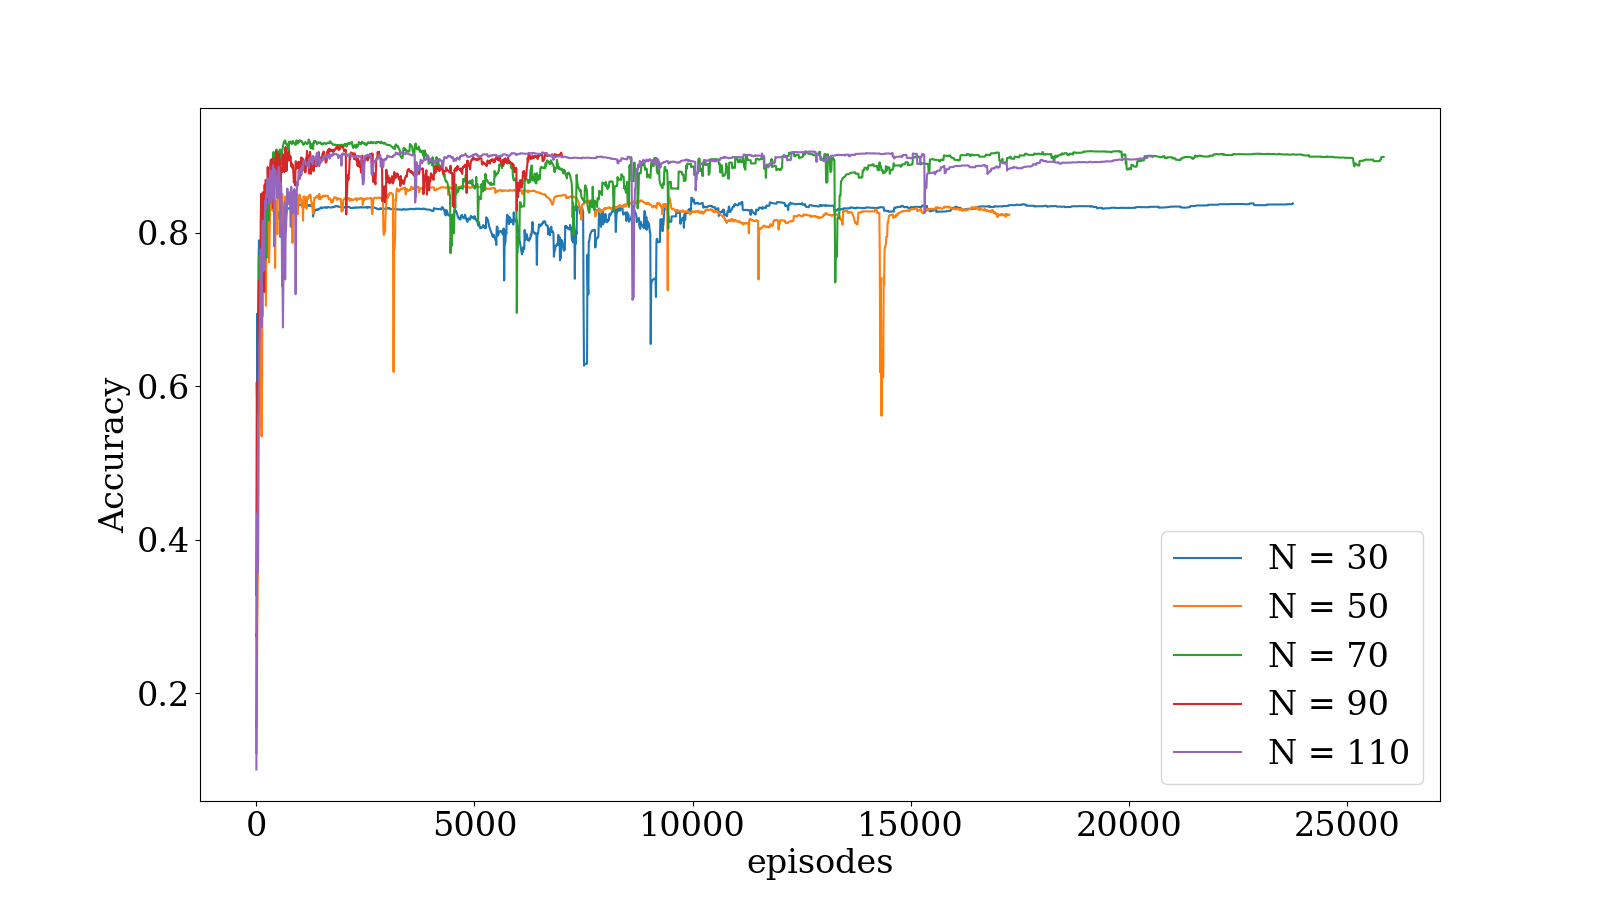 Accuracy
0.8
0.6
0.4
0.2
0
5000
10000
15000
20000
25000
episodes
N = 30
N = 50
N = 70
N = 90
N = 110